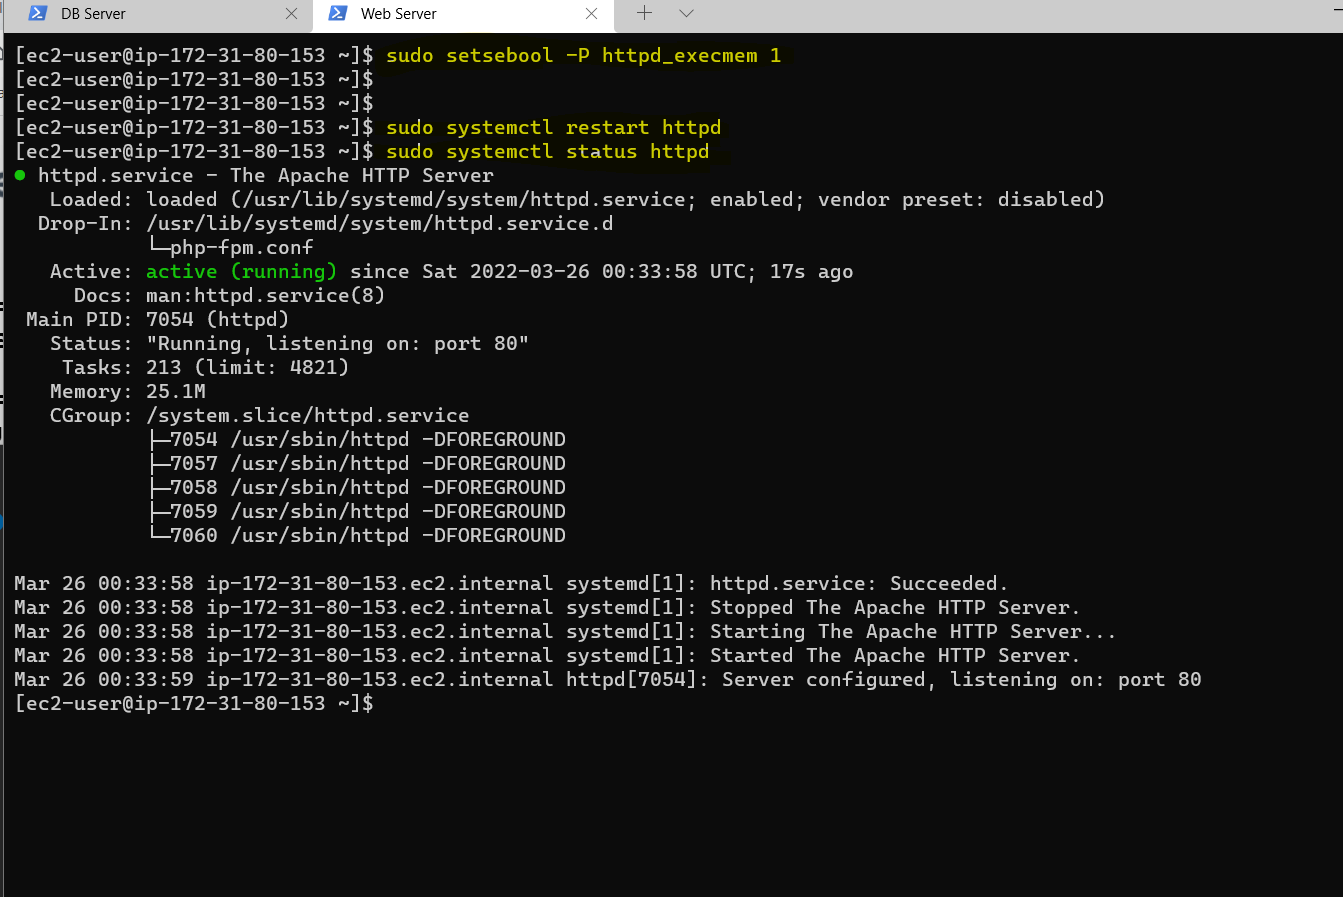 DB Server
Web Server
[ec2-user@ip-172-31-80-153 ~]$ sudo setsebool -P httpd_execmem 1
[ec2-user@ip-172-31-80-153 ~]$
[ec2-user@ip-172-31-80-153 ~]$
[ec2-user@ip-172-31-80-153 ~]$ sudo systemctl restart httpd
[ec2-user@ip-172-31-80-153 ~]$ sudo systemctl status httpd
● httpd.service - The Apache HTTP Server
   Loaded: loaded (/usr/lib/systemd/system/httpd.service; enabled; vendor preset: disabled)
  Drop-In: /usr/lib/systemd/system/httpd.service.d
           └─php-fpm.conf
   Active: active (running) since Sat 2022-03-26 00:33:58 UTC; 17s ago
     Docs: man:httpd.service(8)
 Main PID: 7054 (httpd)
   Status: "Running, listening on: port 80"
    Tasks: 213 (limit: 4821)
   Memory: 25.1M
   CGroup: /system.slice/httpd.service
           ├─7054 /usr/sbin/httpd -DFOREGROUND
           ├─7057 /usr/sbin/httpd -DFOREGROUND
           ├─7058 /usr/sbin/httpd -DFOREGROUND
           ├─7059 /usr/sbin/httpd -DFOREGROUND
           └─7060 /usr/sbin/httpd -DFOREGROUND
Mar 26 00:33:58 ip-172-31-80-153.ec2.internal systemd[1]: httpd.service: Succeeded.
Mar 26 00:33:58 ip-172-31-80-153.ec2.internal systemd[1]: Stopped The Apache HTTP Server.
Mar 26 00:33:58 ip-172-31-80-153.ec2.internal systemd[1]: Starting The Apache HTTP Server...
Mar 26 00:33:58 ip-172-31-80-153.ec2.internal systemd[1]: Started The Apache HTTP Server.
Mar 26 00:33:59 ip-172-31-80-153.ec2.internal httpd[7054]: Server configured, listening on: port 80
[ec2-user@ip-172-31-80-153 ~]$